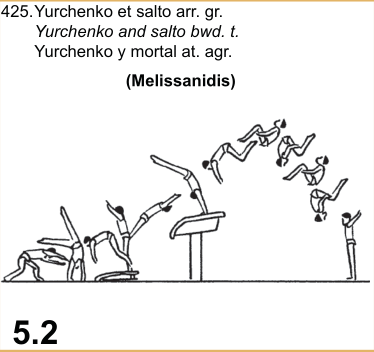 425.Yurchenko et salto arr. gr.
Yurchenko and salto bwd. t.
Yurchenko y mortal at. agr.
(Melissanidis)
5.2